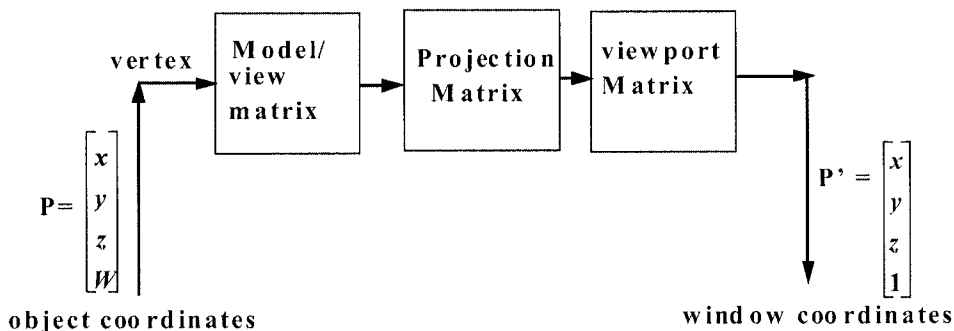 vertex
Model/
view
matrix
Projection
Matrix
viewport
Matrix
P=
x
y
z
W
P' =
x
y
z
1
object coordinates
window coordinates